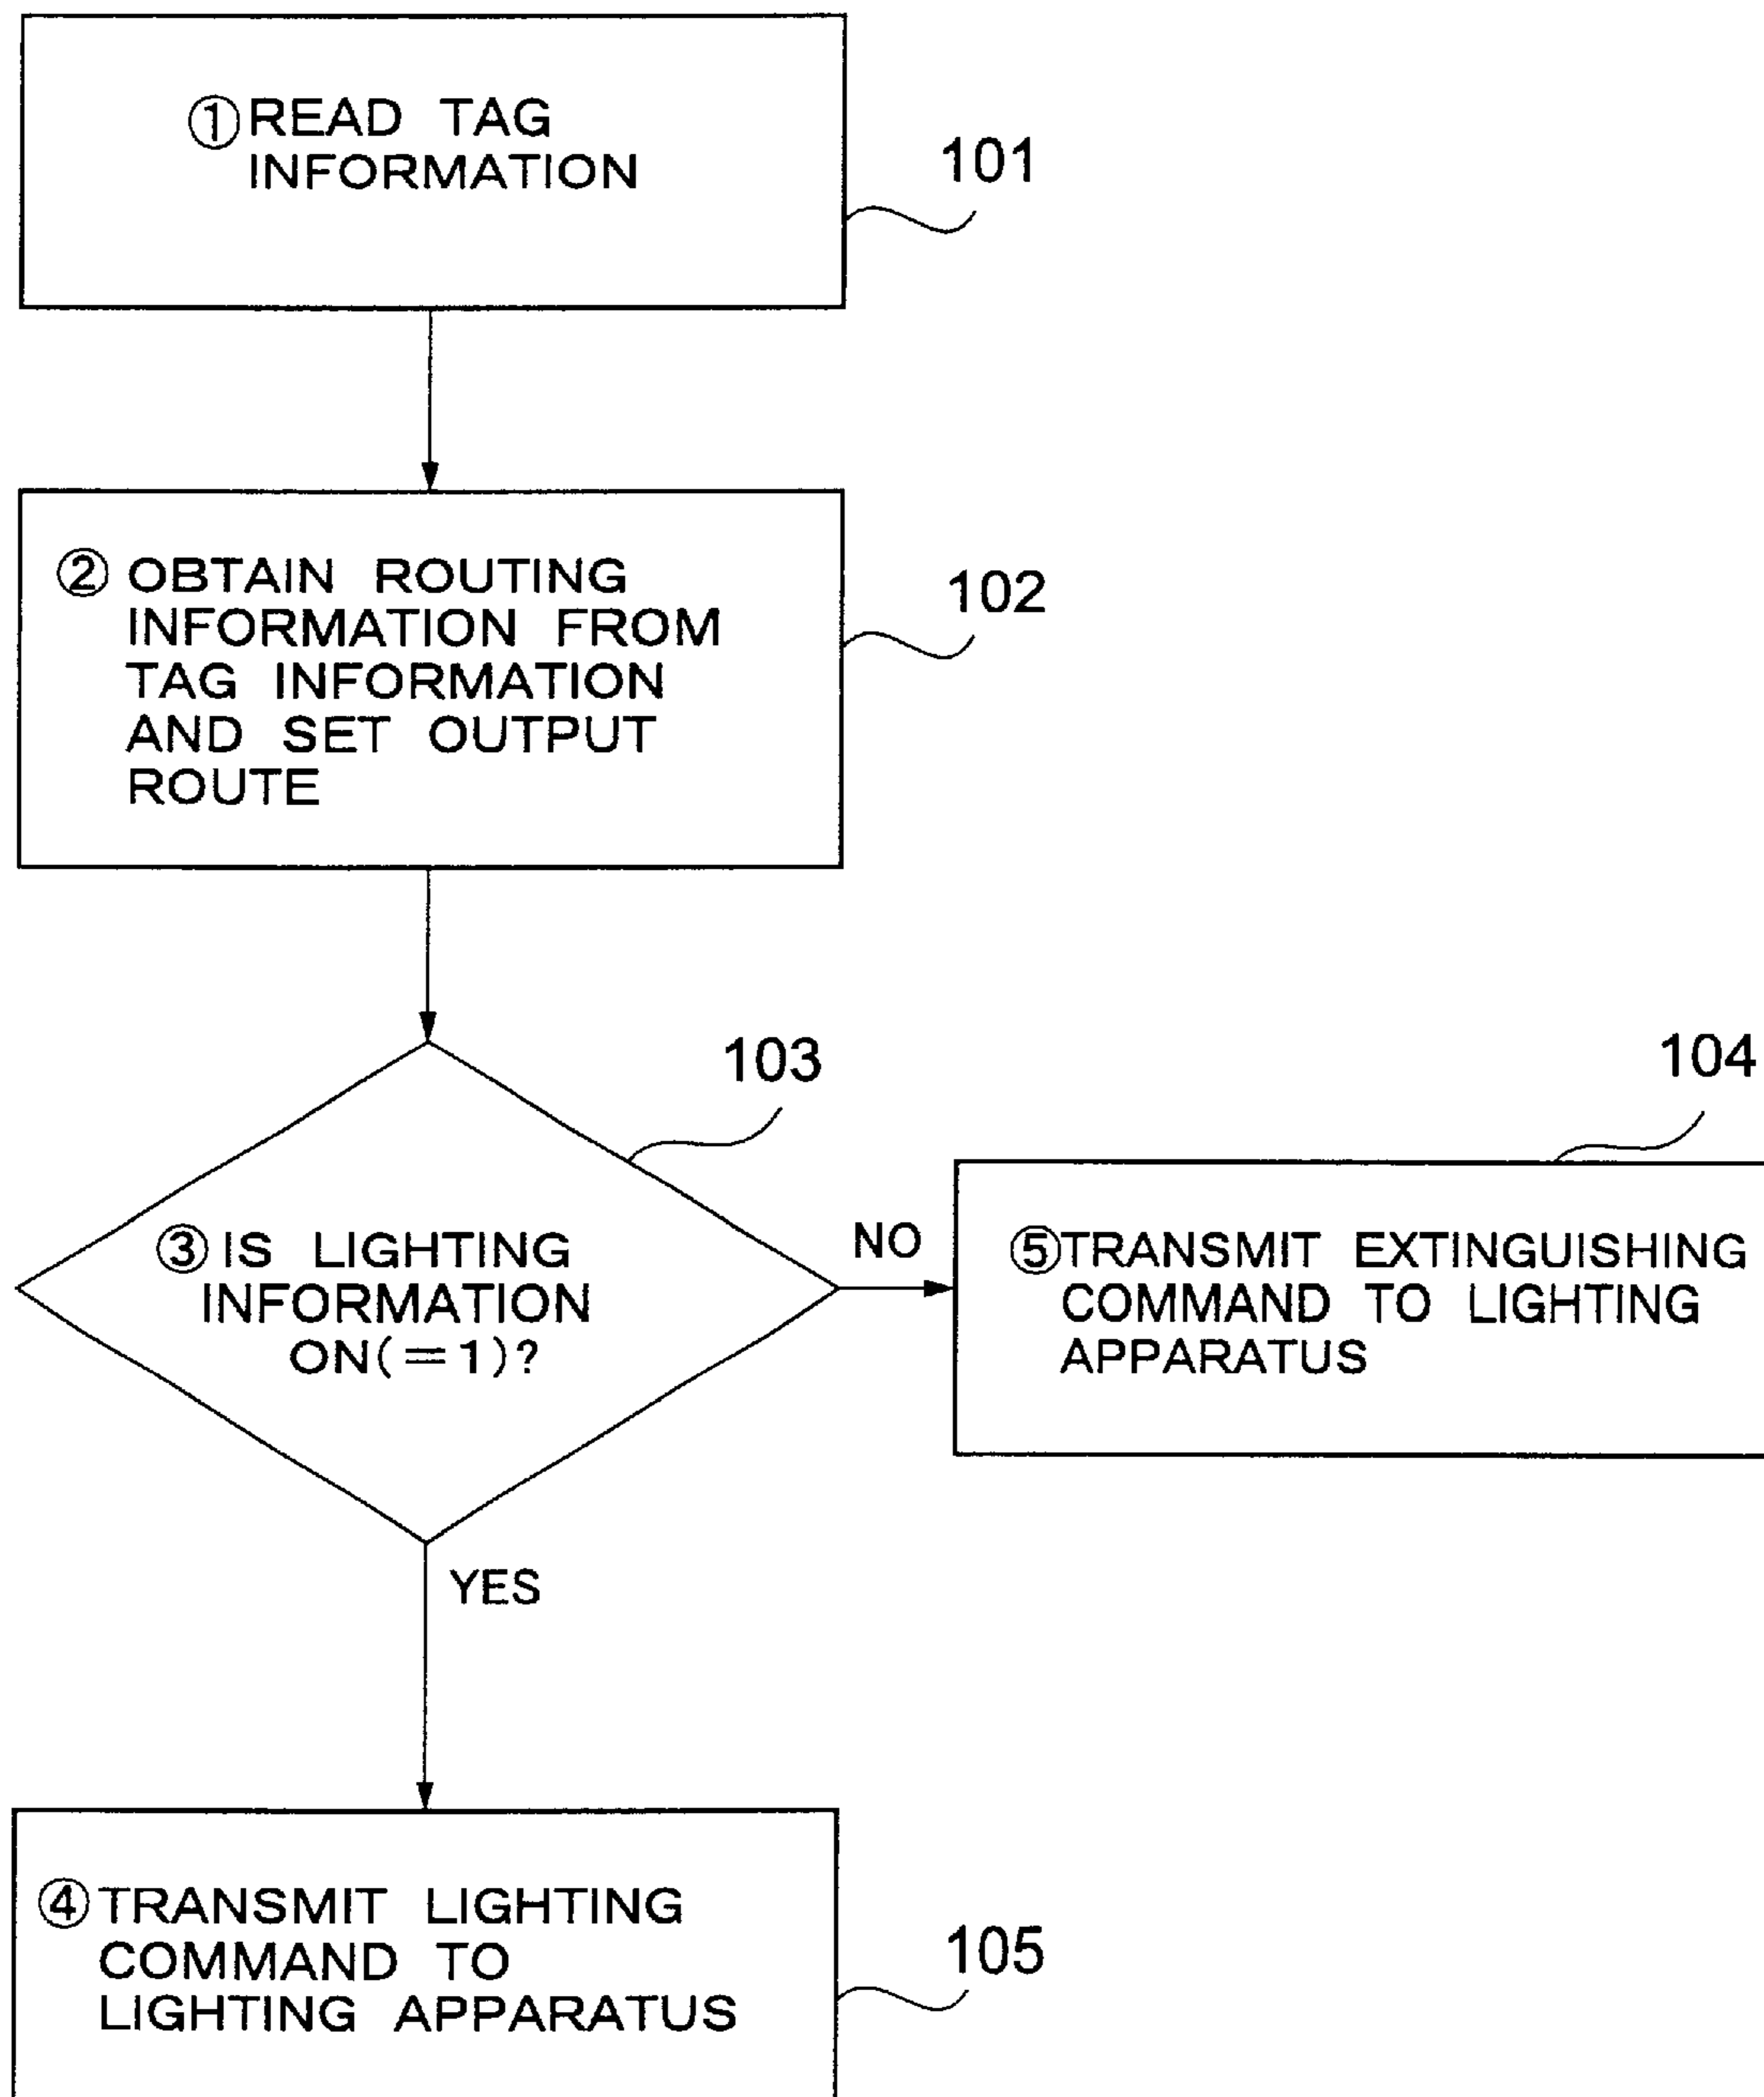 ①READ TAG
INFORMATION
101
② OBTAIN ROUTING
INFORMATION FROM
TAG INFORMATION
AND SET OUTPUT
ROUTE
102
103
③IS LIGHTING
INFORMATION
ON(=1)?
NO
104
⑤TRANSMIT EXTINGUISHING
COMMAND TO LIGHTING
APPARATUS
YES
④TRANSMIT LIGHTING
COMMAND TO
LIGHTING APPARATUS
105